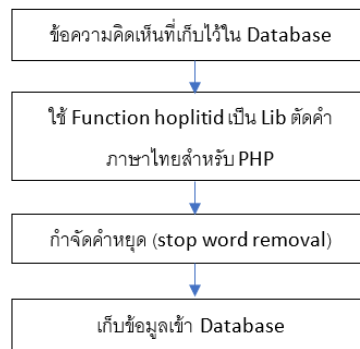 ข้อความคิดเห็นที่เก็บไว้ใน Database
ใช้ Function hoplitid เป็น Lib ตัดคำ
ภาษาไทยสำหรับ PHP
กำจัดคำหยุด (stop word removal)
เก็บข้อมูลเข้า Database